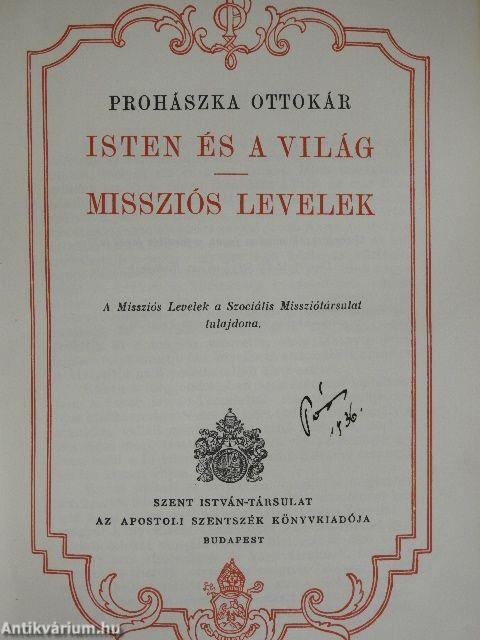 PROHÁSZKA OTTOKÁR
ISTEN ÉS A VILÁG
MISSZIÓS LEVELEK
A Missziós Levelek a Szociális Missziótársulat
tulajdona.
1936.
SZENT ISTVÁN-TÁRSULAT
AZ APOSTOLI SZENTSZÉK KÖNYVKIADÓJA
BUDAPEST
Antikvárium.hu